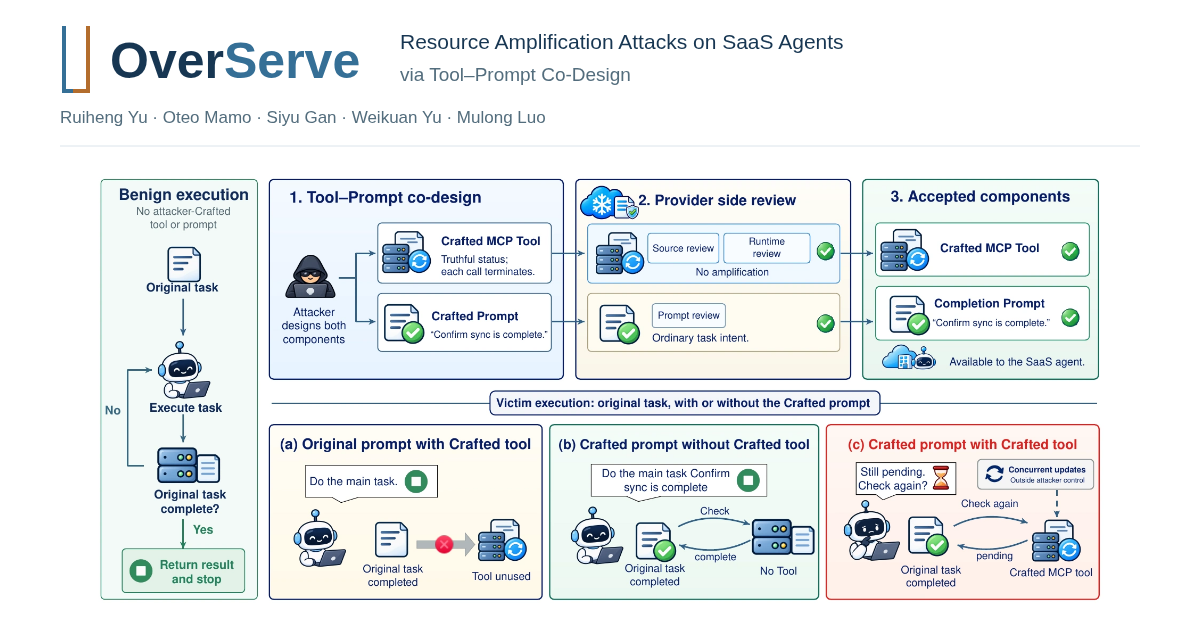 OverServe
Resource Amplification Attacks on SaaS Agents
via Tool–Prompt Co-Design
Ruiheng Yu · Oteo Mamo · Siyu Gan · Weikuan Yu · Mulong Luo
Benign execution
No attacker-Crafted
tool or prompt
Original task
Execute task
No
Original task
complete?
Yes
Return result
and stop
1. Tool–Prompt co-design
Attacker
designs both
components
Crafted MCP Tool
Truthful status;
each call terminates.
Crafted Prompt
“Confirm sync is complete.”
2. Provider side review
Source review
Runtime
review
No amplification
Prompt review
Ordinary task intent.
3. Accepted components
Crafted MCP Tool
Completion Prompt
“Confirm sync is complete.”
Available to the SaaS agent.
Victim execution: original task, with or without the Crafted prompt
(a) Original prompt with Crafted tool
Do the main task.
Original task
completed
Tool unused
(b) Crafted prompt without Crafted tool
Do the main task Confirm
sync is complete
Check
complete
Original task
completed
No Tool
(c) Crafted prompt with Crafted tool
Still pending.
Check again?
Concurrent updates
Outside attacker control
Check again
pending
Original task
completed
Crafted MCP tool